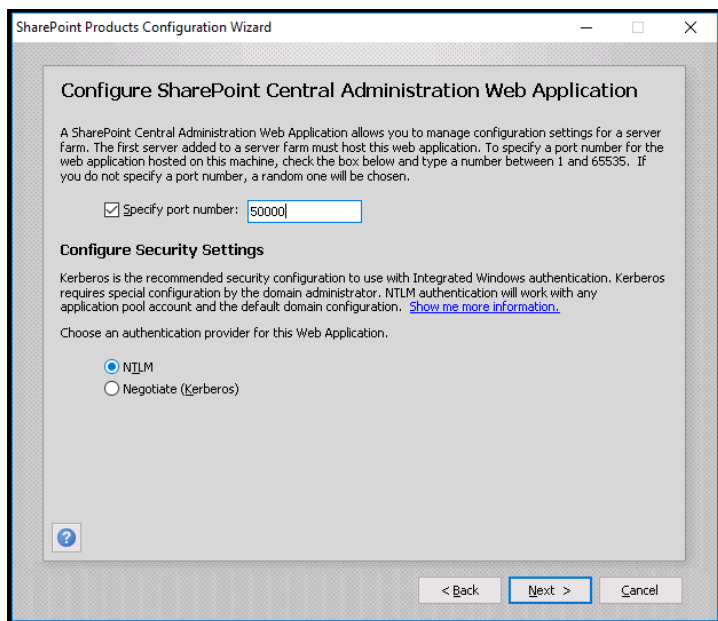 SharePoint Products Configuration Wizard
Configure SharePoint Central Administration Web Application
A SharePoint Central Administration Web Application allows you to manage configuration settings for a server
farm. The first server added to a server farm must host this web application. To specify a port number for the
web application hosted on this machine, check the box below and type a number between 1 and 65535. If
you do not specify a port number, a random one will be chosen.
Specify port number: 50000
Configure Security Settings
Kerberos is the recommended security configuration to use with Integrated Windows authentication. Kerberos
requires special configuration by the domain administrator. NTLM authentication will work with any
application pool account and the default domain configuration. Show me more information.
Choose an authentication provider for this Web Application.
NTLM
Negotiate (Kerberos)
?
< Back Next > Cancel